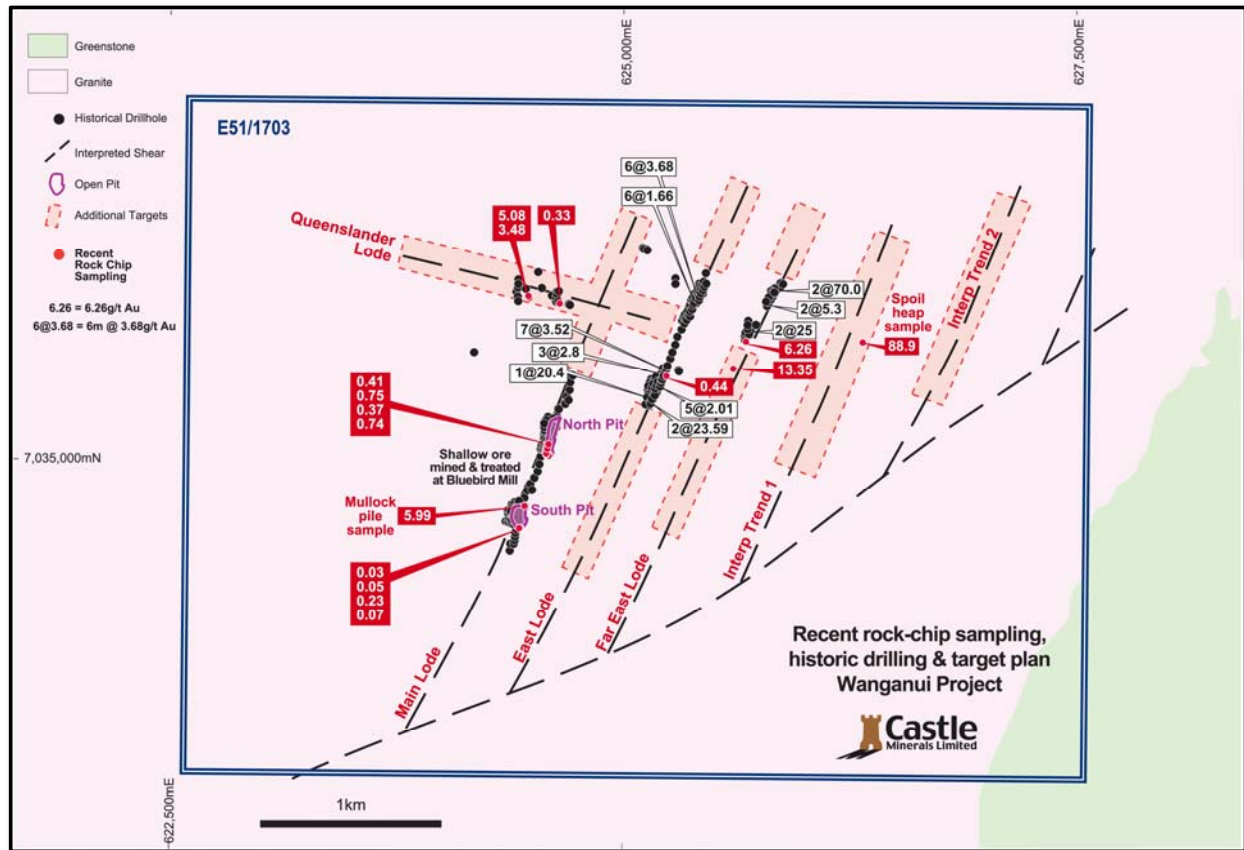 625,000mE
627,500mE
Greenstone
Granite
Historical Drillhole
Interpreted Shear
Open Pit
Additional Targets
Recent
Rock Chip
Sampling
6.26 = 6.26g/t Au
6@3.68 = 6m @ 3.68g/t Au
E51/1703
6@3.68
6@1.66
5.08
3.48
0.33
Queenslander
Lode
Interp Trend 2
2@70.0
2@5.3
2@25
Spoil
heap
sample
88.9
7@3.52
3@2.8
1@20.4
6.26
13.35
0.44
5@2.01
2@23.59
0.41
0.75
0.37
0.74
North Pit
7,035,000mN
Shallow ore
mined & treated
at Bluebird Mill
Mullock
pile
sample
5.99
South Pit
0.03
0.05
0.23
0.07
Interp Trend 1
Far East Lode
East Lode
Main Lode
Recent rock-chip sampling,
historic drilling & target plan
Wanganui Project
Castle
Minerals Limited
622,500mE
1km